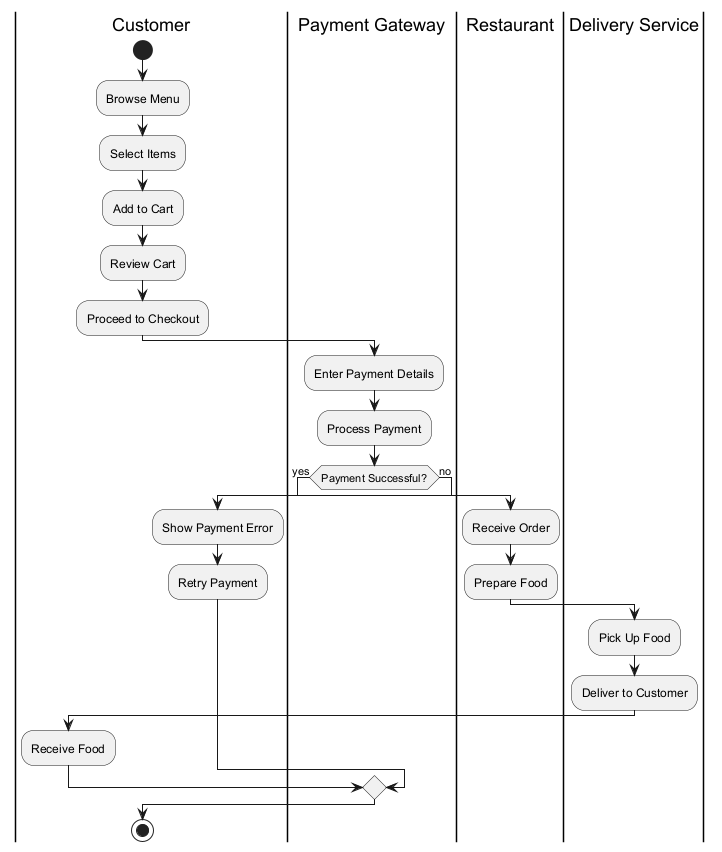 Customer
Payment Gateway
Restaurant
Delivery Service
Browse Menu
Select Items
Add to Cart
Review Cart
Proceed to Checkout
Enter Payment Details
Process Payment
yes
Payment Successful?
no
Show Payment Error
Receive Order
Retry Payment
Prepare Food
Pick Up Food
Deliver to Customer
Receive Food